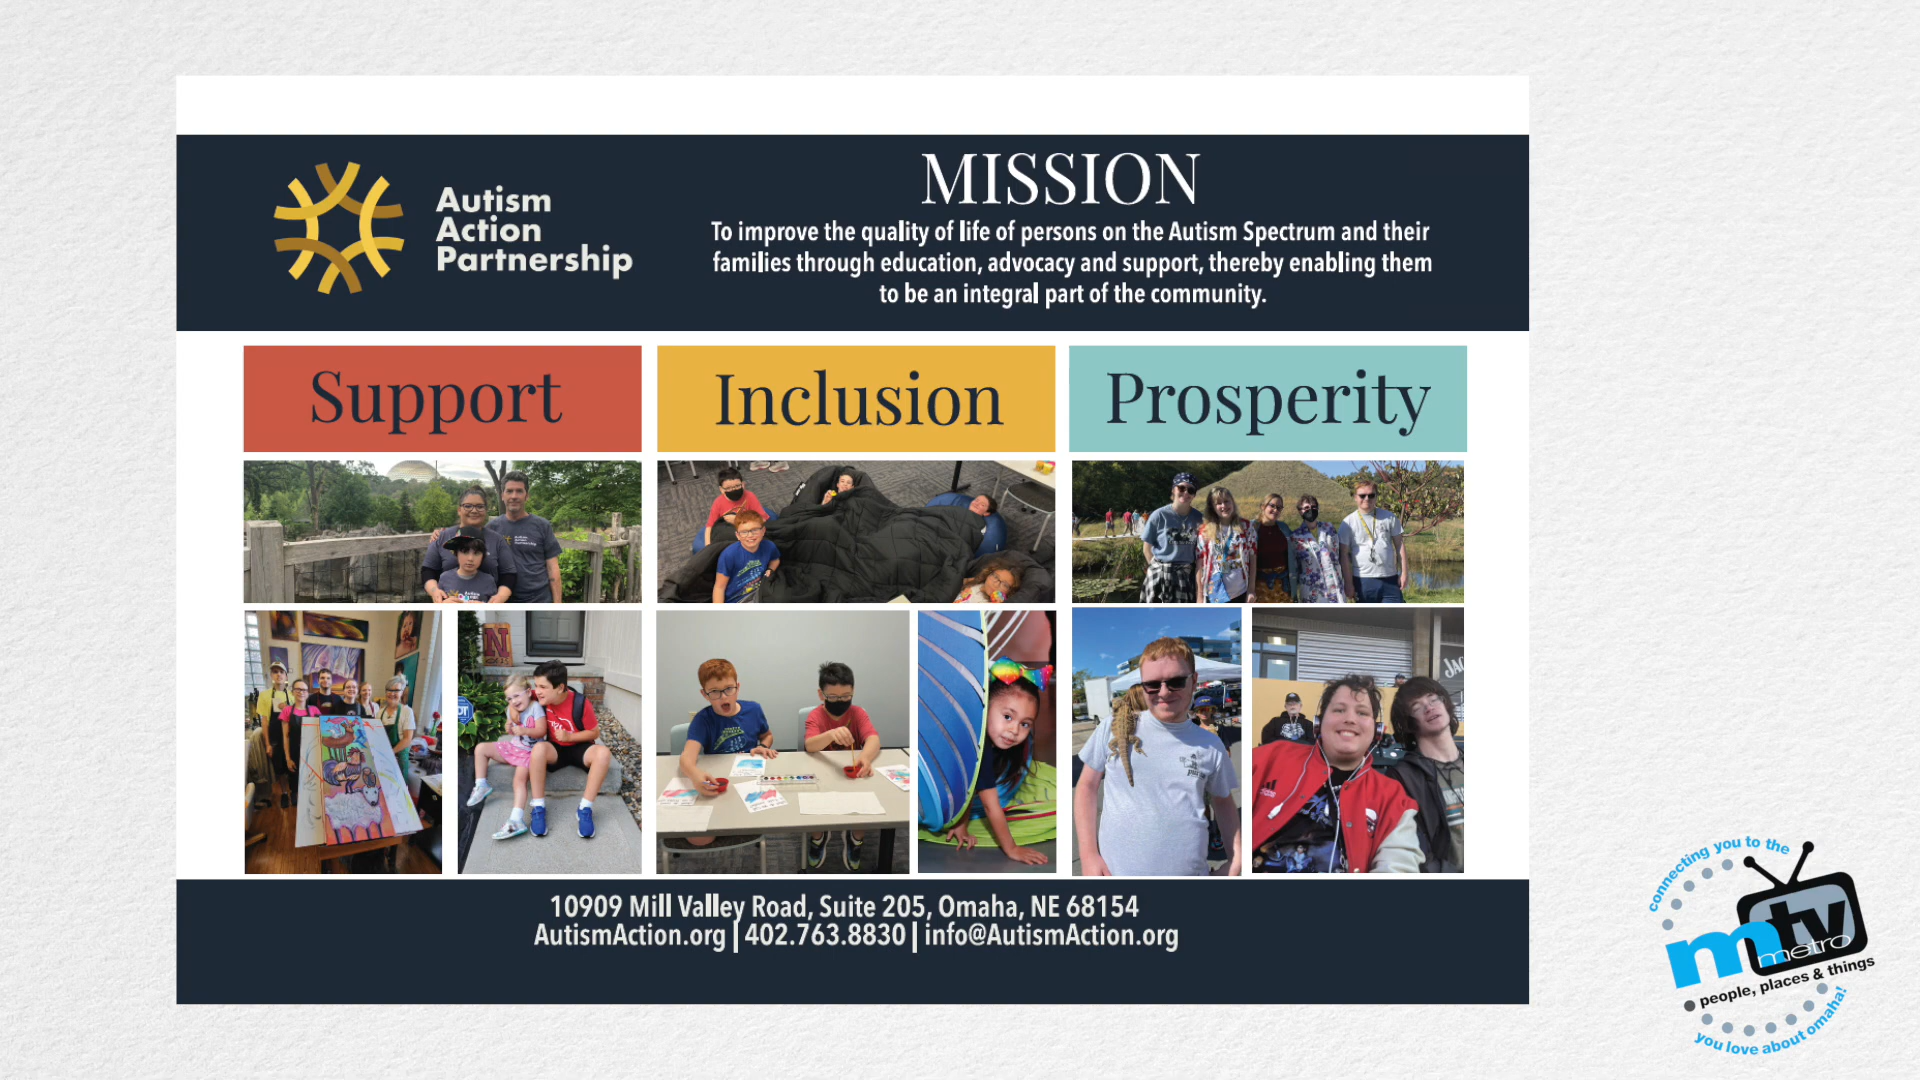 Autism
Action
Partnership
MISSION
To improve the quality of life of persons on the Autism Spectrum and their
families through education, advocacy and support, thereby enabling them
to be an integral part of the community.
Support
Inclusion
Prosperity
N
JAC
10909 Mill Valley Road, Suite 205, Omaha, NE 68154
AutismAction.org | 402.763.8830 | info@AutismAction.org
connecting you to the
mtv
metro
people, places & things
you love about omaha!